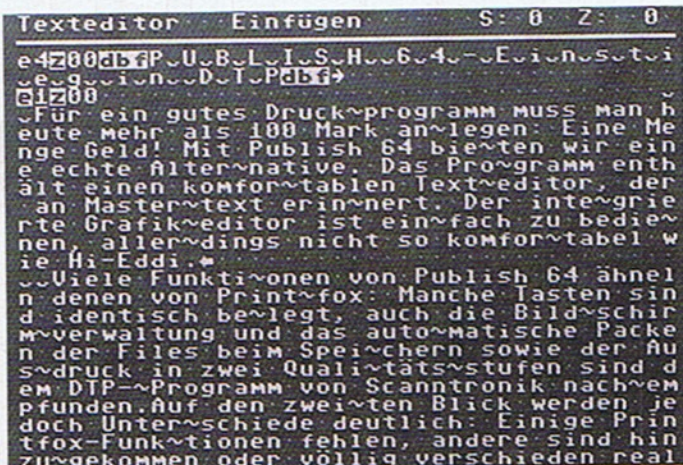 Texteditor Einfügen S: 0 Z: 0
e4z00dbfP⌣U⌣B⌣L⌣I⌣S⌣H⌣⌣6⌣4⌣-⌣E⌣i⌣n⌣s⌣t⌣i
⌣e⌣g⌣⌣i⌣n⌣⌣D⌣T⌣Pdbf→
e1z00
⌣Für ein gutes Druck~programm muss man h
eute mehr als 100 Mark an~legen: Eine Me
nge Geld! Mit Publish 64 bie~ten wir ein
e echte Alter~native. Das Pro~gramm enth
ält einen komfor~tablen Text~editor, der
 an Master~text erin~nert. Der inte~grie
rte Grafik~editor ist ein~fach zu bedie~
nen, aller~dings nicht so komfor~tabel w
ie Hi-Eddi.←
⌣⌣Viele Funkti~onen von Publish 64 ähnel
n denen von Print~fox: Manche Tasten sin
d identisch be~legt, auch die Bild~schir
m~verwaltung und das auto~matische Packe
n der Files beim Spei~chern sowie der Au
s~druck in zwei Quali~täts~stufen sind d
em DTP-~Programm von Scanntronik nach~em
pfunden.Auf den zwei~ten Blick werden je
doch Unter~schiede deutlich: Einige Prin
tfox-Funk~tionen fehlen, andere sind hin
zu~gekommen oder völlig verschieden real